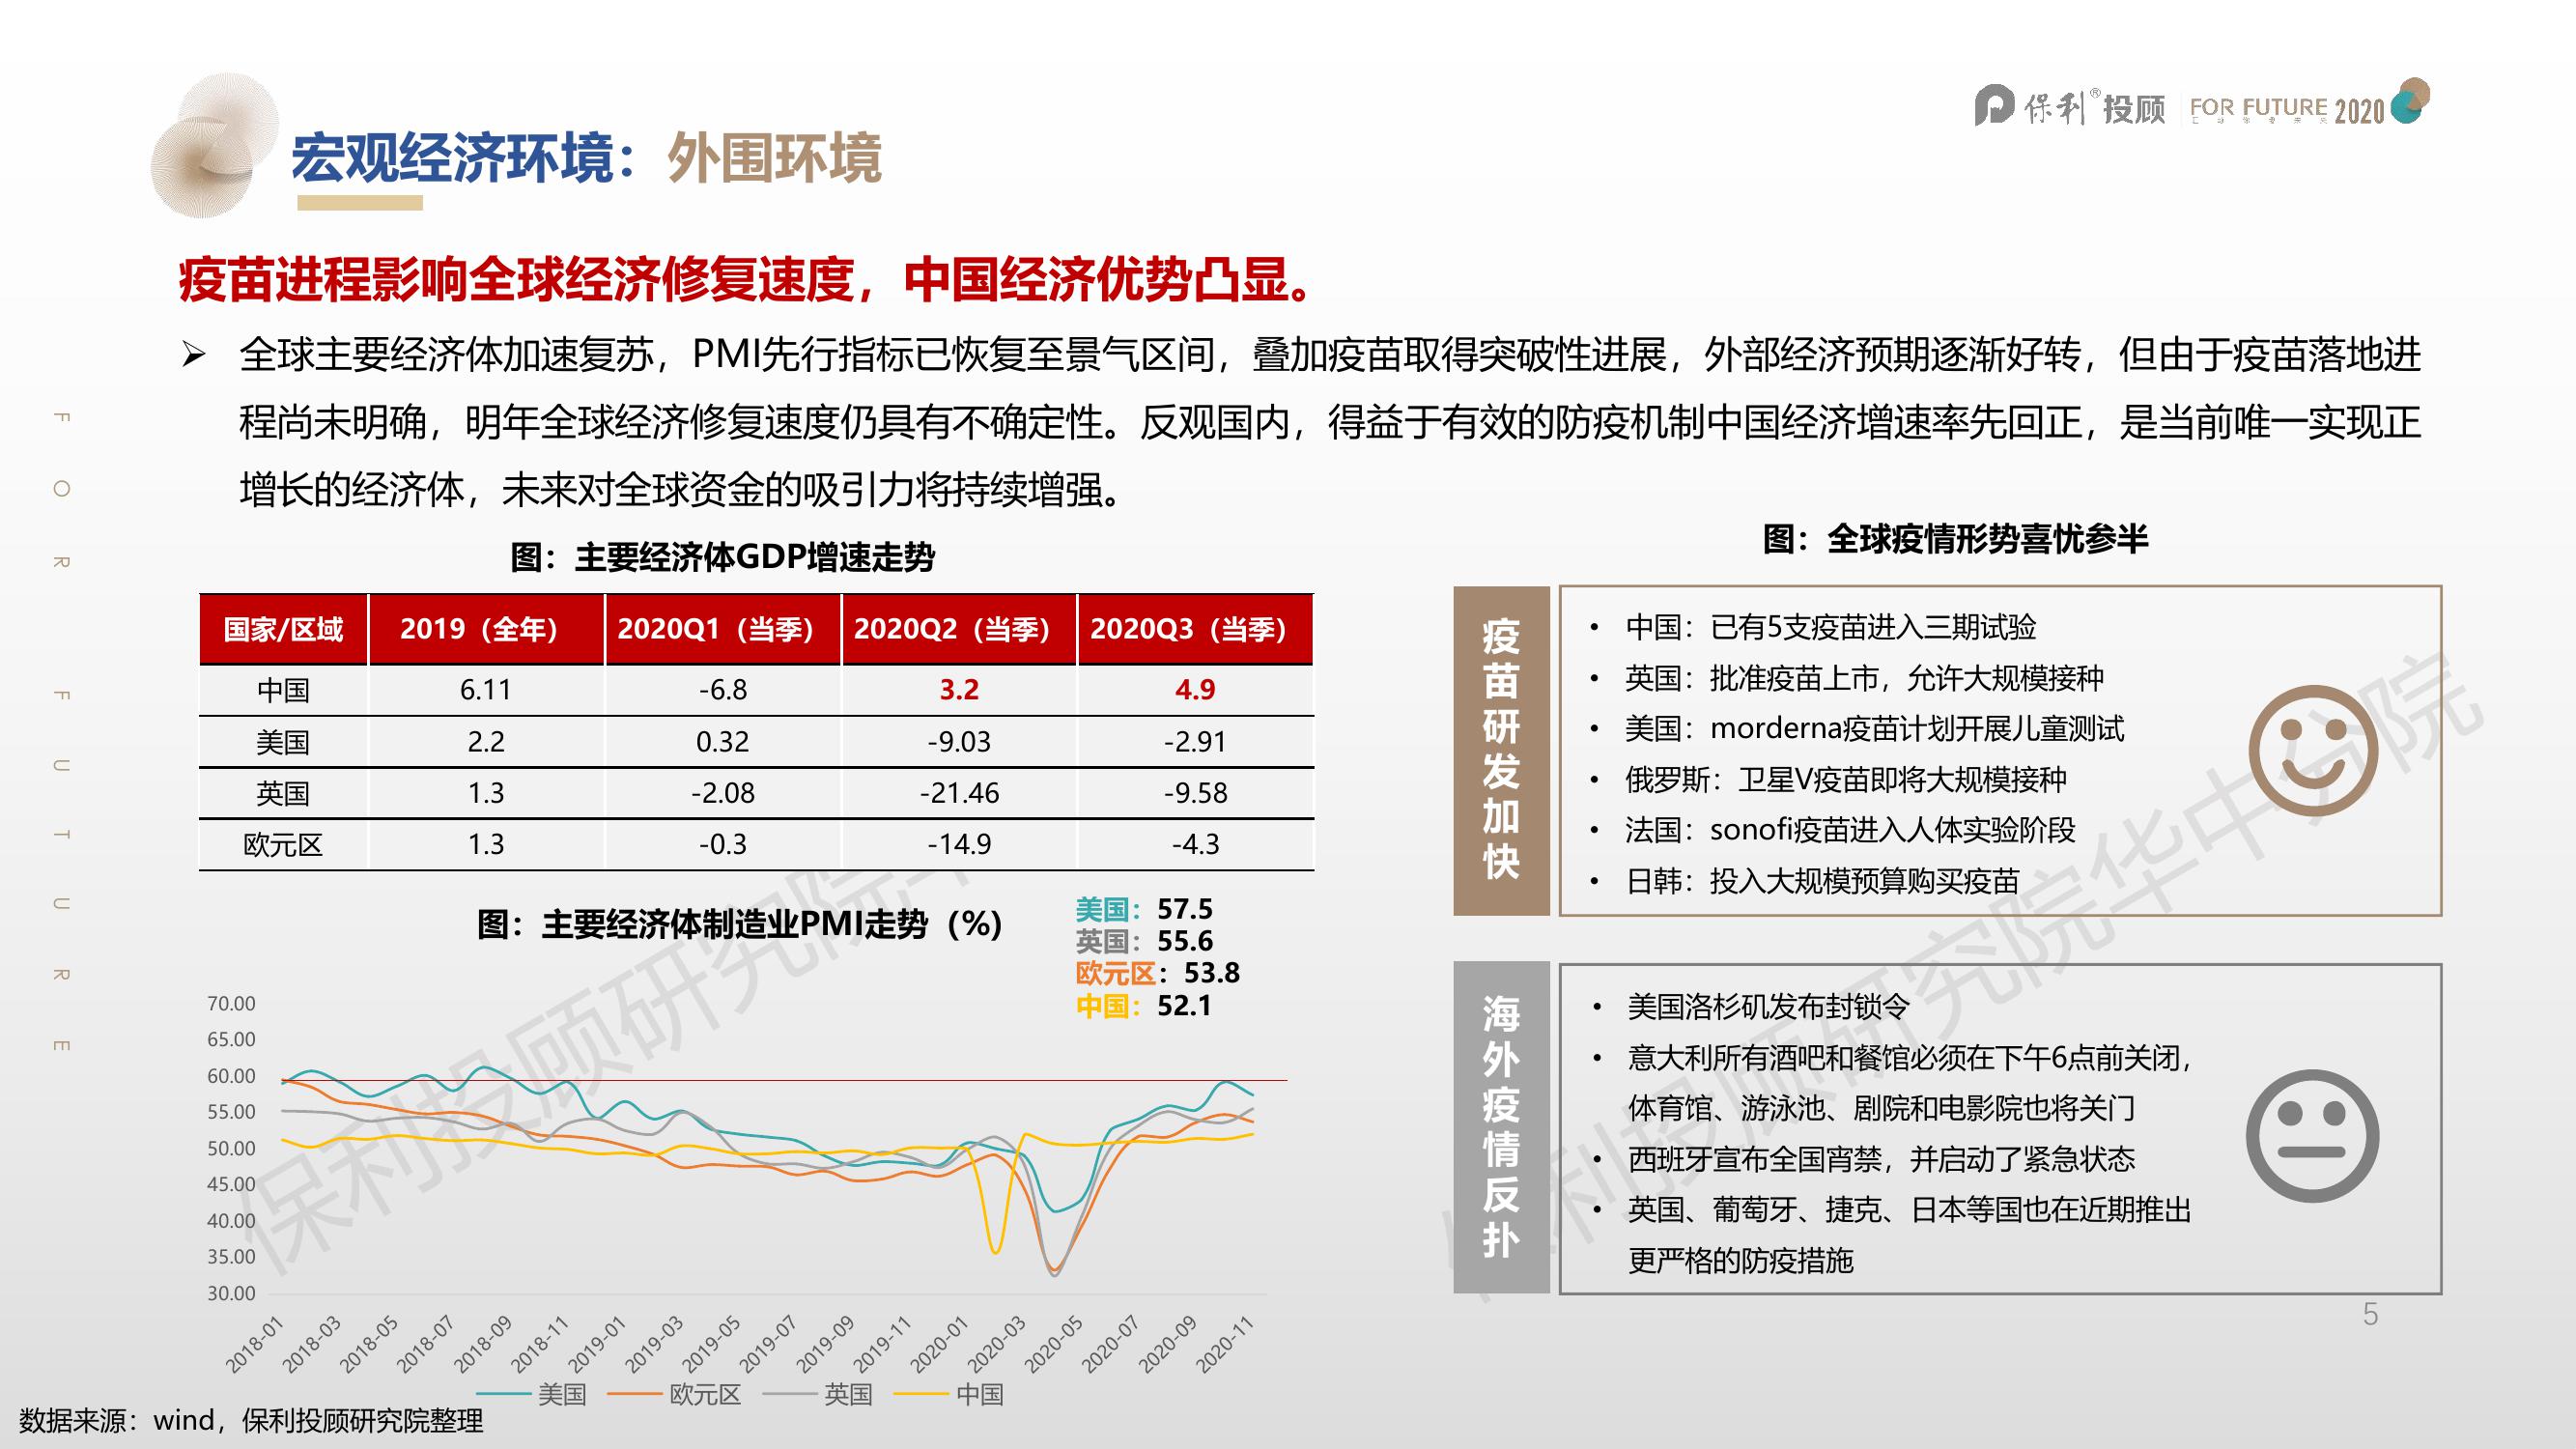 保利®投顾 FOR FUTURE 2020
宏观经济环境：外围环境
疫苗进程影响全球经济修复速度，中国经济优势凸显。
➢ 全球主要经济体加速复苏，PMI先行指标已恢复至景气区间，叠加疫苗取得突破性进展，外部经济预期逐渐好转，但由于疫苗落地进
程尚未明确，明年全球经济修复速度仍具有不确定性。反观国内，得益于有效的防疫机制中国经济增速率先回正，是当前唯一实现正
增长的经济体，未来对全球资金的吸引力将持续增强。
FOR FUTURE
图：主要经济体GDP增速走势
国家/区域 2019（全年） 2020Q1（当季） 2020Q2（当季） 2020Q3（当季）
中国 6.11 -6.8 3.2 4.9
美国 2.2 0.32 -9.03 -2.91
英国 1.3 -2.08 -21.46 -9.58
欧元区 1.3 -0.3 -14.9 -4.3
图：主要经济体制造业PMI走势（%）
美国：57.5
英国：55.6
欧元区：53.8
中国：52.1
70.00
65.00
60.00
55.00
50.00
45.00
40.00
35.00
30.00
2018-01 2018-03 2018-05 2018-07 2018-09 2018-11 2019-01 2019-03 2019-05 2019-07 2019-09 2019-11 2020-01 2020-03 2020-05 2020-07 2020-09 2020-11
美国 欧元区 英国 中国
图：全球疫情形势喜忧参半
疫苗研发加快
• 中国：已有5支疫苗进入三期试验
• 英国：批准疫苗上市，允许大规模接种
• 美国：morderna疫苗计划开展儿童测试
• 俄罗斯：卫星V疫苗即将大规模接种
• 法国：sonofi疫苗进入人体实验阶段
• 日韩：投入大规模预算购买疫苗
海外疫情反扑
• 美国洛杉矶发布封锁令
• 意大利所有酒吧和餐馆必须在下午6点前关闭，
体育馆、游泳池、剧院和电影院也将关门
• 西班牙宣布全国宵禁，并启动了紧急状态
• 英国、葡萄牙、捷克、日本等国也在近期推出
更严格的防疫措施
5
数据来源：wind，保利投顾研究院整理
保利投顾研究院
保利投顾研究院华中分院